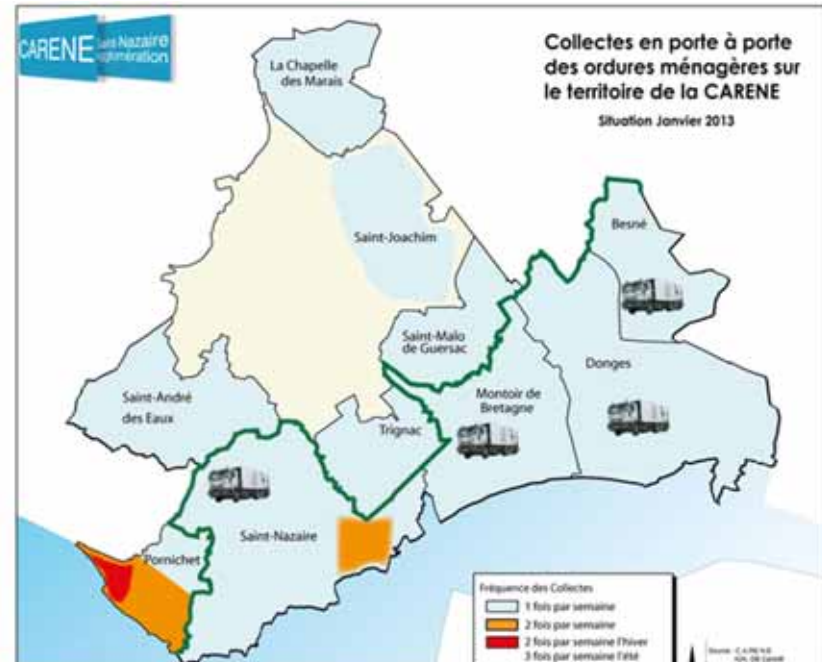 CARENE Saint-Nazaire
agglomération
Collectes en porte à porte
des ordures ménagères sur
le territoire de la CARENE
Situation Janvier 2013
La Chapelle
des Marais
Saint-Joachim
Besné
Saint-Malo
de Guersac
Donges
Saint-André
des Eaux
Montoir de
Bretagne
Trignac
Saint-Nazaire
Pornichet
Fréquence des Collectes
1 fois par semaine
2 fois par semaine
2 fois par semaine l'hiver
3 fois par semaine l'été